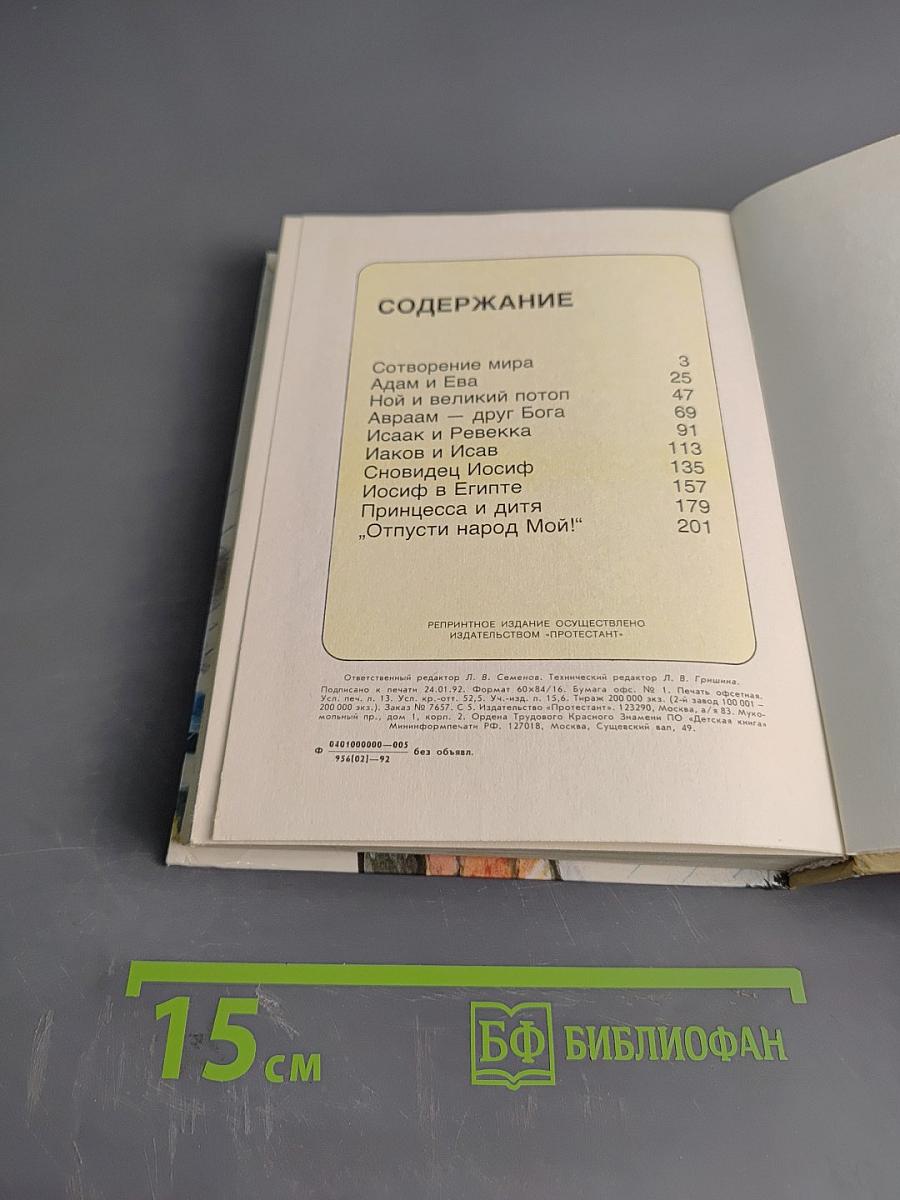 СОДЕРЖАНИЕ
Сотворение мира 3
Адам и Ева 25
Ной и великий потоп 47
Авраам — друг Бога 69
Исаак и Ревекка 91
Иаков и Исав 113
Сновидец Иосиф 135
Иосиф в Египте 157
Принцесса и дитя 179
„Отпусти народ Мой!“ 201
РЕПРИНТНОЕ ИЗДАНИЕ ОСУЩЕСТВЛЕНО
ИЗДАТЕЛЬСТВОМ «ПРОТЕСТАНТ»
Ответственный редактор Л. В. Семенов. Технический редактор Л. В. Гришина.
Подписано к печати 24.01.92. Формат 60×84/16. Бумага офс. № 1. Печать офсетная.
Усл. печ. л. 13. Усл. кр.-отт. 52,5. Уч.-изд. л. 15,6. Тираж 200 000 экз. (2-й завод 100 001 —
200 000 экз.). Заказ № 7657. С 5. Издательство «Протестант». 123290, Москва, а/я 83. Муко-
мольный пр., дом 1, корп. 2. Ордена Трудового Красного Знамени ПО «Детская книга»
Мининформпечати РФ. 127018, Москва, Сущевский вал, 49.
Ф 0401000000—005 без объявл.
956(02)—92
15 см
БФ БИБЛИОФАН